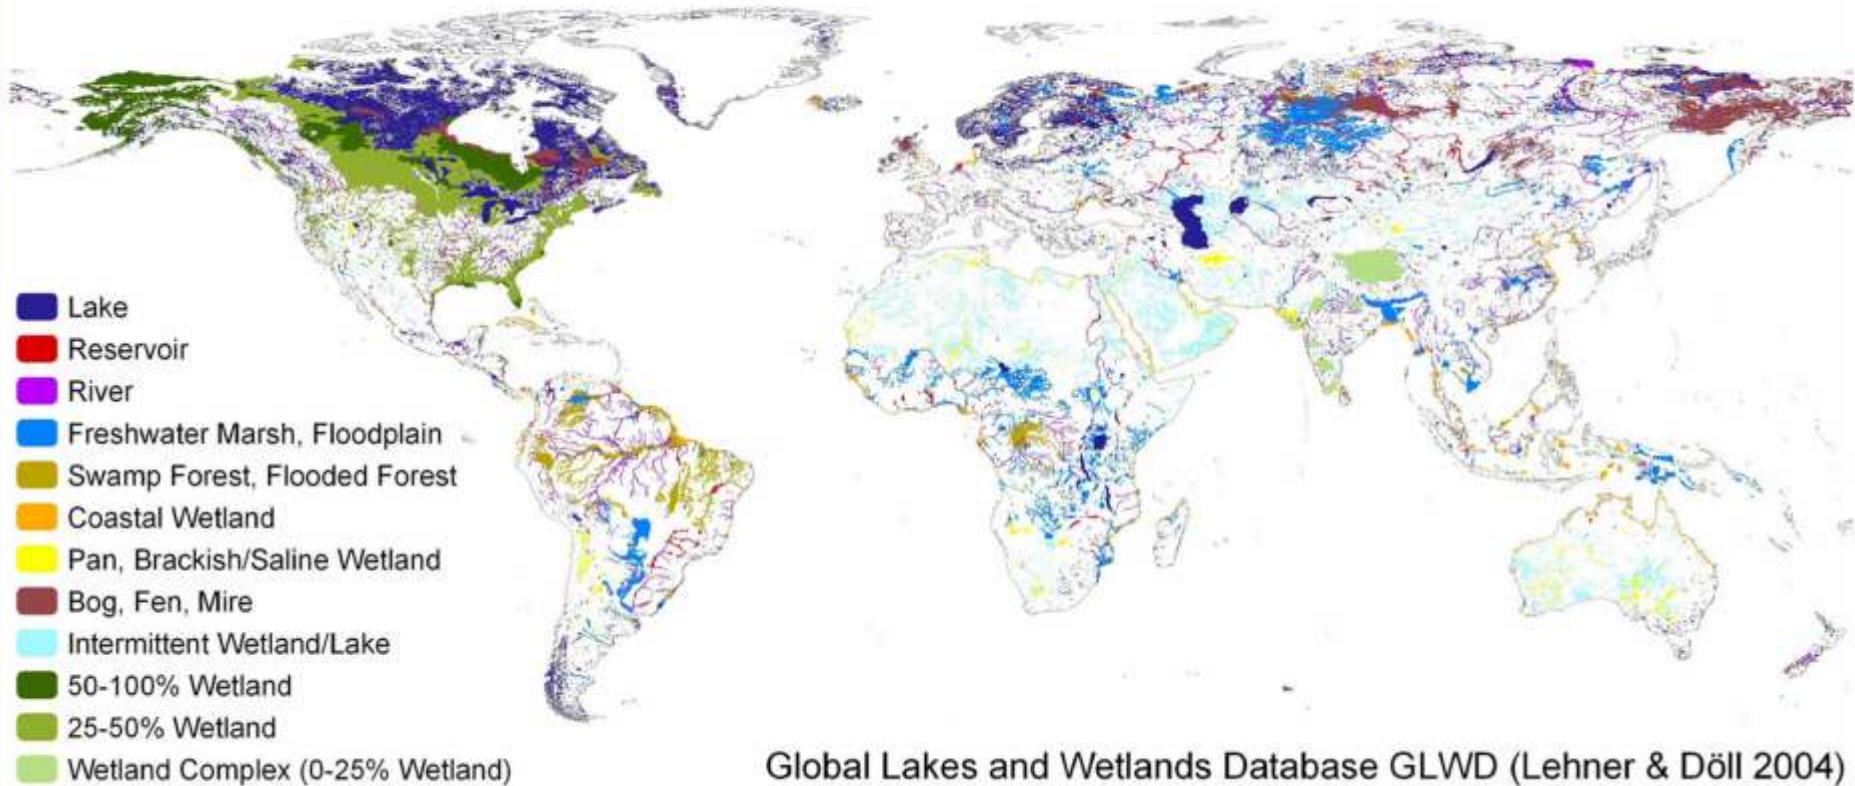 Lake
Reservoir
River
Freshwater Marsh, Floodplain
Swamp Forest, Flooded Forest
Coastal Wetland
Pan, Brackish/Saline Wetland
Bog, Fen, Mire
Intermittent Wetland/Lake
50-100% Wetland
25-50% Wetland
Wetland Complex (0-25% Wetland)
Global Lakes and Wetlands Database GLWD (Lehner & Döll 2004)